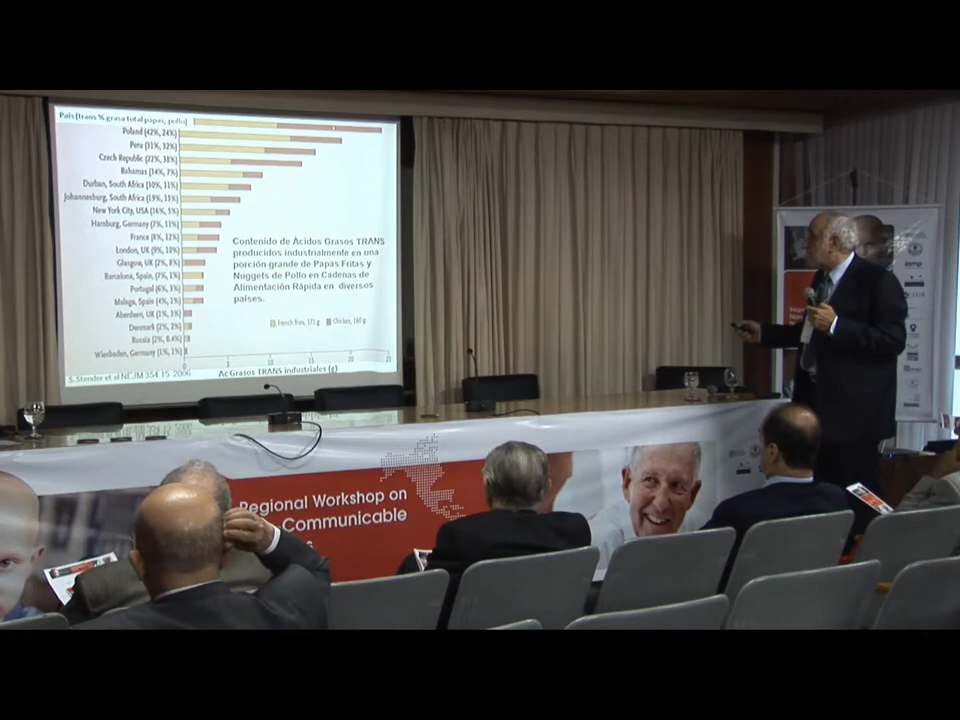 País (trans % grasa total papas, pollo)
Poland (42%, 24%)
Peru (31%, 32%)
Czech Republic (22%, 38%)
Bahamas (34%, 7%)
Durban, South Africa (10%, 11%)
Johannesburg, South Africa (19%, 13%)
New York City, USA (16%, 5%)
Hamburg, Germany (7%, 11%)
France (8%, 12%)
London, UK (9%, 10%)
Glasgow, UK (2%, 8%)
Barcelona, Spain, (7%, 1%)
Portugal (6%, 3%)
Malaga, Spain (4%, 3%)
Aberdeen, UK (1%, 3%)
Denmark (2%, 2%)
Russia (2%, 0.4%)
Wiesbaden, Germany (1%, 1%)
Contenido de Ácidos Grasos TRANS
producidos industrialmente en una
porción grande de Papas Fritas y
Nuggets de Pollo en Cadenas de
Alimentación Rápida en diversos
países.
French fries, 171 g Chicken, 160 g
5 10 15 20 25
Ac Grasos TRANS industriales (g)
S. Stender et al NEJM 354.15. 2006
Regional Workshop on
Communicable